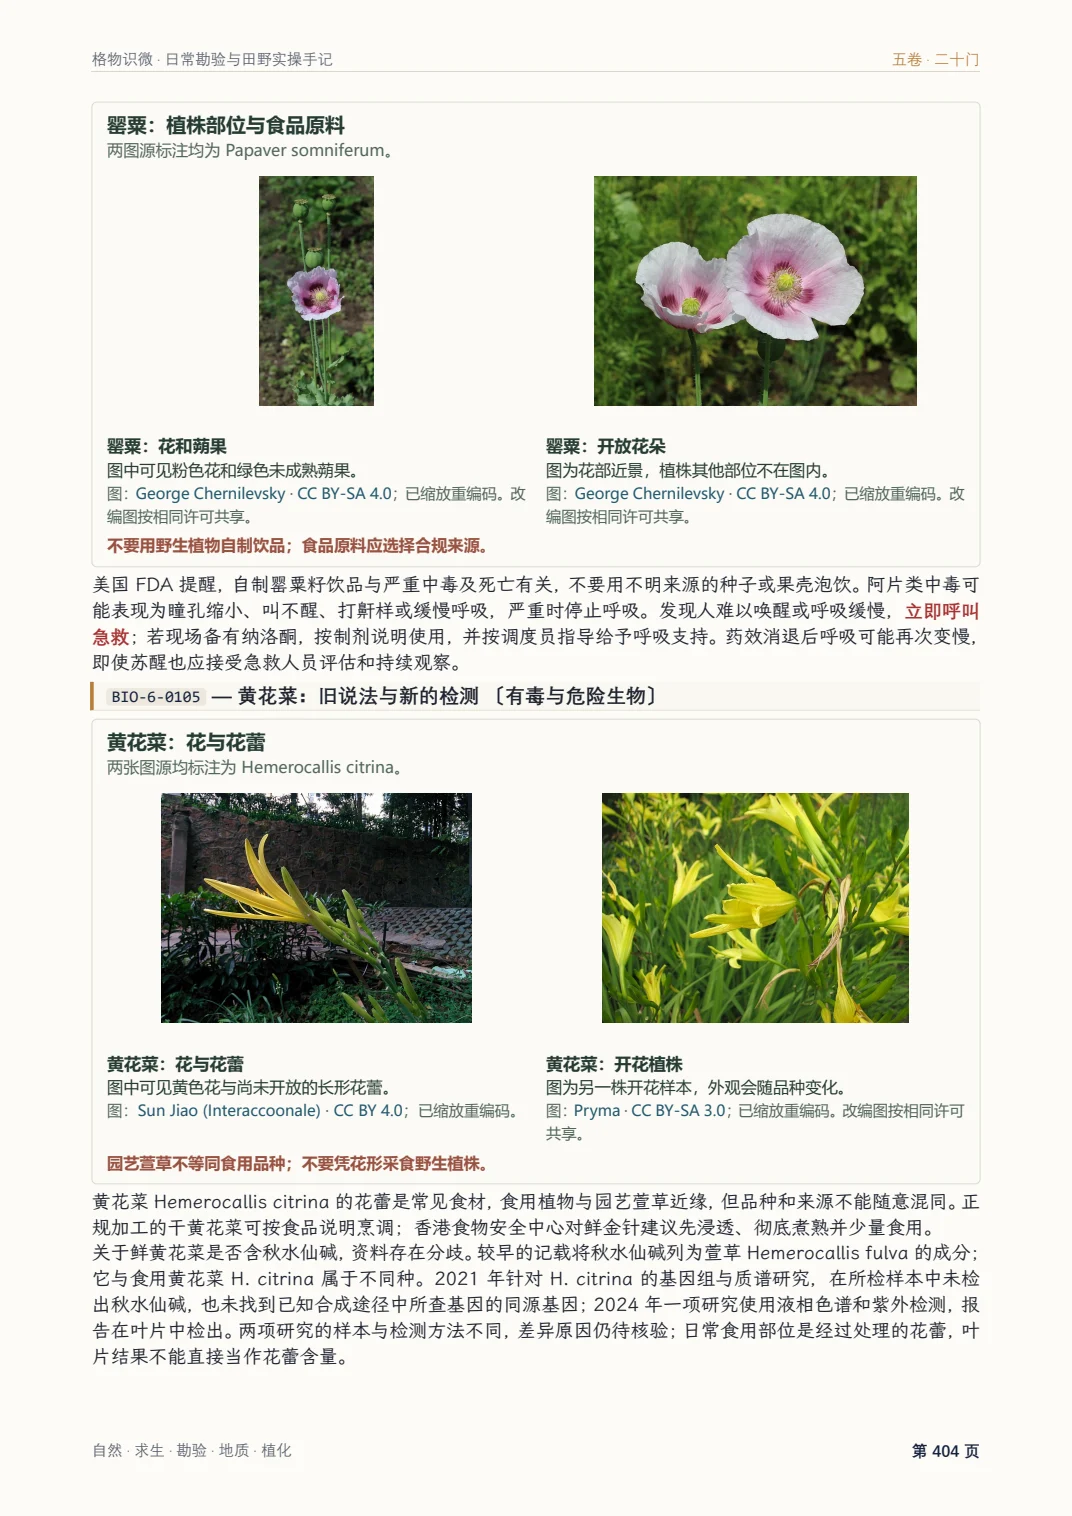 格物识微 · 日常勘验与田野实操手记
五卷 · 二十门
罂粟：植株部位与食品原料
两图源标注均为 Papaver somniferum。
罂粟：花和蒴果
图中可见粉色花和绿色未成熟蒴果。
图：George Chernilevsky · CC BY-SA 4.0；已缩放重编码。改
编图按相同许可共享。
罂粟：开放花朵
图为花部近景，植株其他部位不在图内。
图：George Chernilevsky · CC BY-SA 4.0；已缩放重编码。改
编图按相同许可共享。
不要用野生植物自制饮品；食品原料应选择合规来源。
美国 FDA 提醒，自制罂粟籽饮品与严重中毒及死亡有关，不要用不明来源的种子或果壳泡饮。阿片类中毒可
能表现为瞳孔缩小、叫不醒、打鼾样或缓慢呼吸，严重时停止呼吸。发现人难以唤醒或呼吸缓慢，立即呼叫
急救；若现场备有纳洛酮，按制剂说明使用，并按调度员指导给予呼吸支持。药效消退后呼吸可能再次变慢，
即使苏醒也应接受急救人员评估和持续观察。
BIO-6-0105 — 黄花菜：旧说法与新的检测 〔有毒与危险生物〕
黄花菜：花与花蕾
两张图源均标注为 Hemerocallis citrina。
黄花菜：花与花蕾
图中可见黄色花与尚未开放的长形花蕾。
图：Sun Jiao (Interaccoonale) · CC BY 4.0；已缩放重编码。
黄花菜：开花植株
图为另一株开花样本，外观会随品种变化。
图：Pryma · CC BY-SA 3.0；已缩放重编码。改编图按相同许可
共享。
园艺萱草不等同食用品种；不要凭花形采食野生植株。
黄花菜 Hemerocallis citrina 的花蕾是常见食材，食用植物与园艺萱草近缘，但品种和来源不能随意混同。正
规加工的干黄花菜可按食品说明烹调；香港食物安全中心对鲜金针建议先浸透、彻底煮熟并少量食用。
关于鲜黄花菜是否含秋水仙碱，资料存在分歧。较早的记载将秋水仙碱列为萱草 Hemerocallis fulva 的成分；
它与食用黄花菜 H. citrina 属于不同种。2021 年针对 H. citrina 的基因组与质谱研究，在所检样本中未检
出秋水仙碱，也未找到已知合成途径中所查基因的同源基因；2024 年一项研究使用液相色谱和紫外检测，报
告在叶片中检出。两项研究的样本与检测方法不同，差异原因仍待核验；日常食用部位是经过处理的花蕾，叶
片结果不能直接当作花蕾含量。
自然 · 求生 · 勘验 · 地质 · 植化
第 404 页